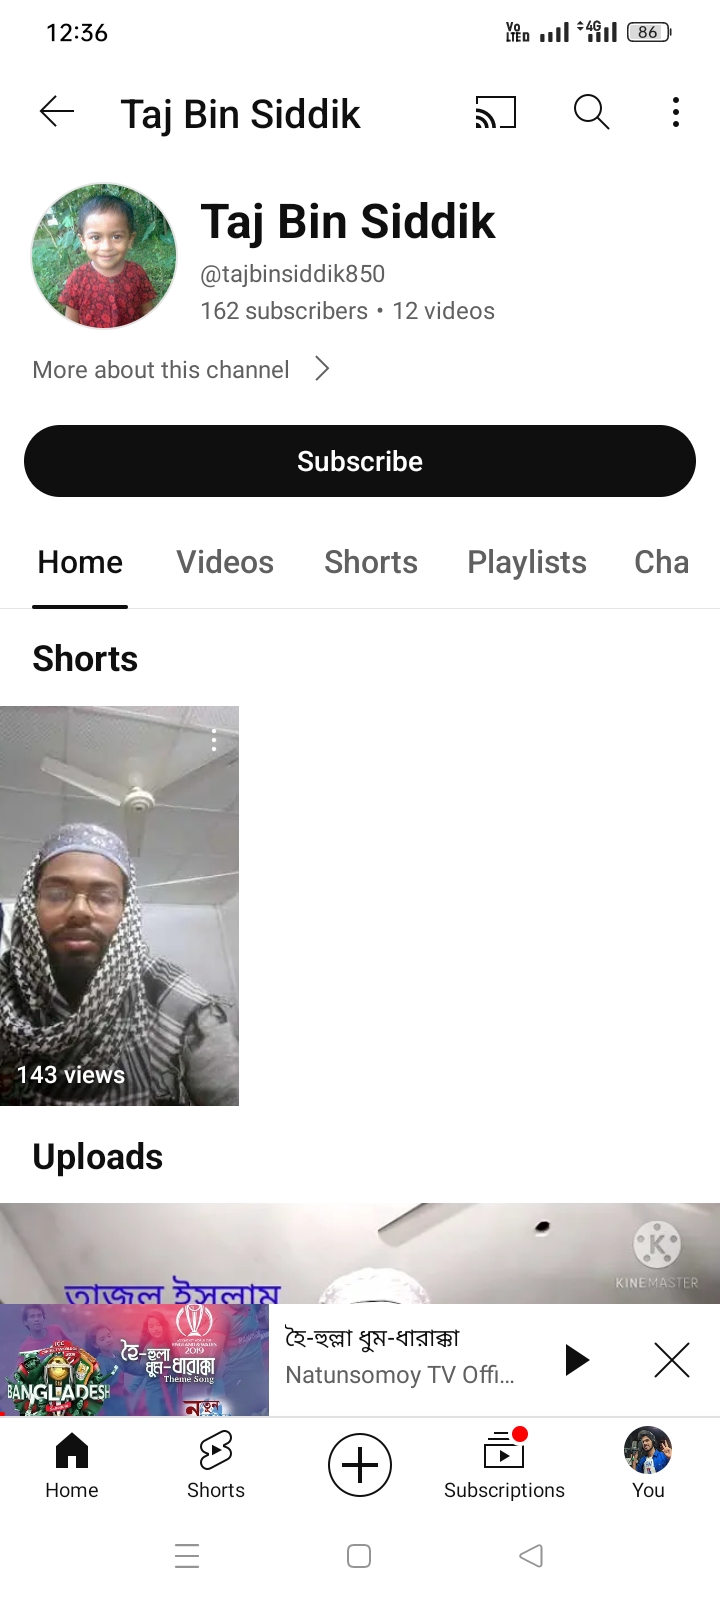 12:36
Vo
LTED
4G
86
Taj Bin Siddik
Taj Bin Siddik
@tajbinsiddik850
162 subscribers • 12 videos
More about this channel
Subscribe
Home Videos Shorts Playlists Cha
Shorts
143 views
Uploads
K
KINEMASTER
তাজুল ইসলাম
ICC
2019
হৈ-হুল্লা
ধুম-ধারাক্কা
Theme Song
BANGLADESH
হৈ-হুল্লা ধুম-ধারাক্কা
Natunsomoy TV Offi...
Home Shorts Subscriptions You